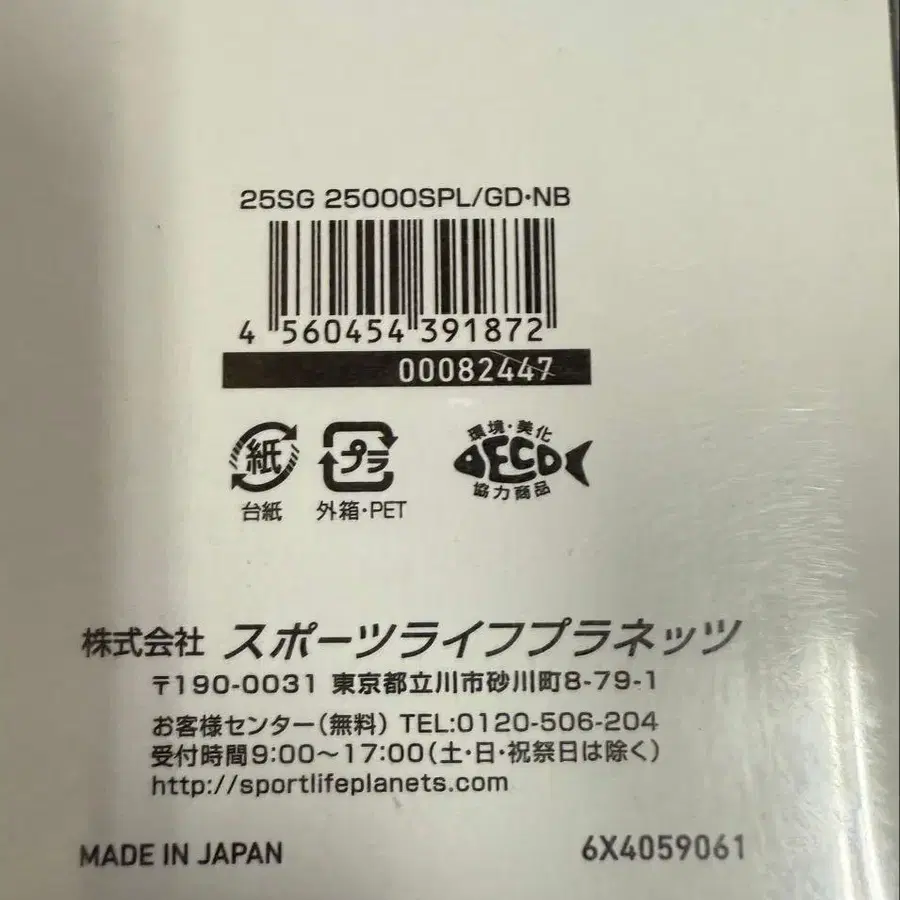 25SG 25000SPL/GD・NB
4 560454 391872
00082447
紙 プラ 環境・美化
DECO
台紙 外箱・PET 協力商品
株式会社 スポーツライフプラネッツ
〒190-0031 東京都立川市砂川町8-79-1
お客様センター(無料) TEL:0120-506-204
受付時間9:00〜17:00(土・日・祝祭日は除く)
http://sportlifeplanets.com
MADE IN JAPAN 6X4059061